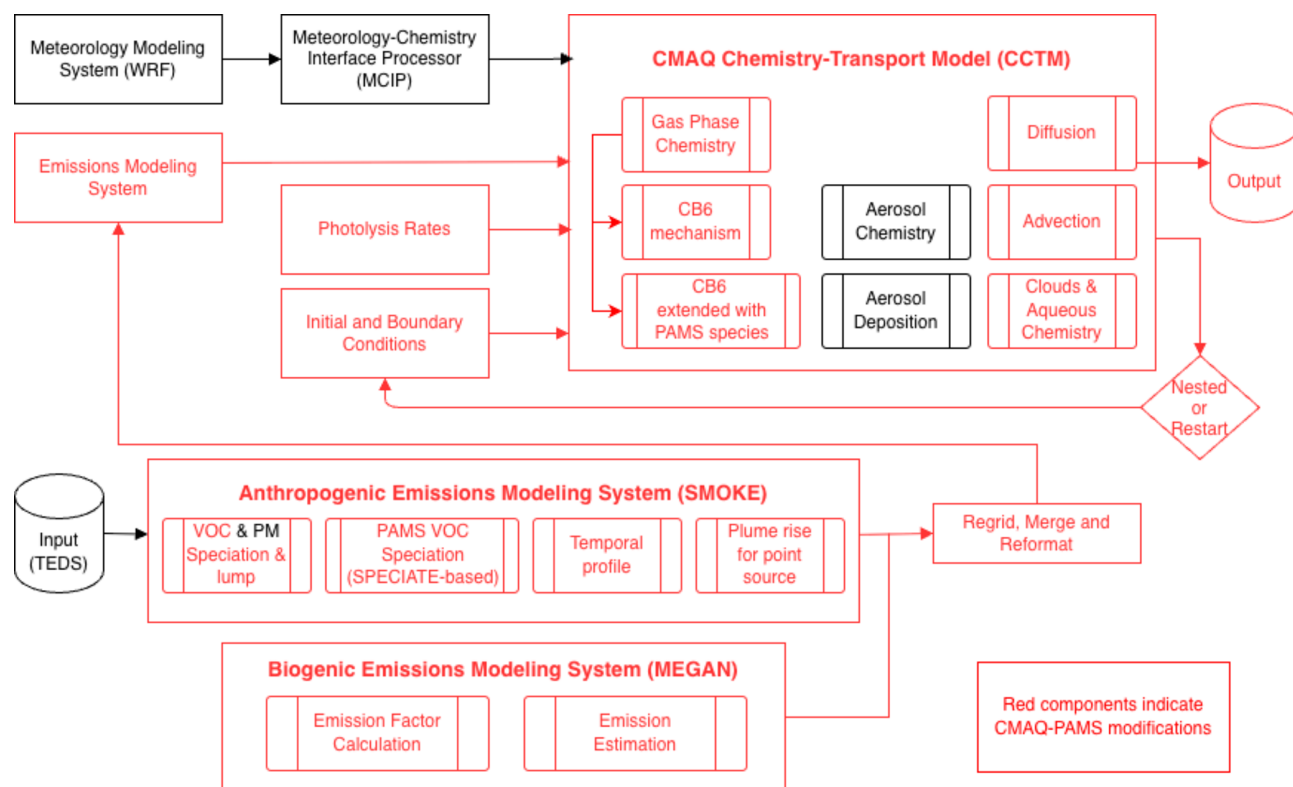 Meteorology Modeling
System (WRF)
Meteorology-Chemistry
Interface Processor
(MCIP)
CMAQ Chemistry-Transport Model (CCTM)
Gas Phase
Chemistry
Diffusion
Output
Emissions Modeling
System
Photolysis Rates
CB6
mechanism
Aerosol
Chemistry
Advection
Initial and Boundary
Conditions
CB6
extended with
PAMS species
Aerosol
Deposition
Clouds &
Aqueous
Chemistry
Nested
or
Restart
Input
(TEDS)
Anthropogenic Emissions Modeling System (SMOKE)
VOC & PM
Speciation &
lump
PAMS VOC
Speciation
(SPECIATE-based)
Temporal
profile
Plume rise
for point
source
Regrid, Merge and
Reformat
Biogenic Emissions Modeling System (MEGAN)
Emission Factor
Calculation
Emission
Estimation
Red components indicate
CMAQ-PAMS modifications